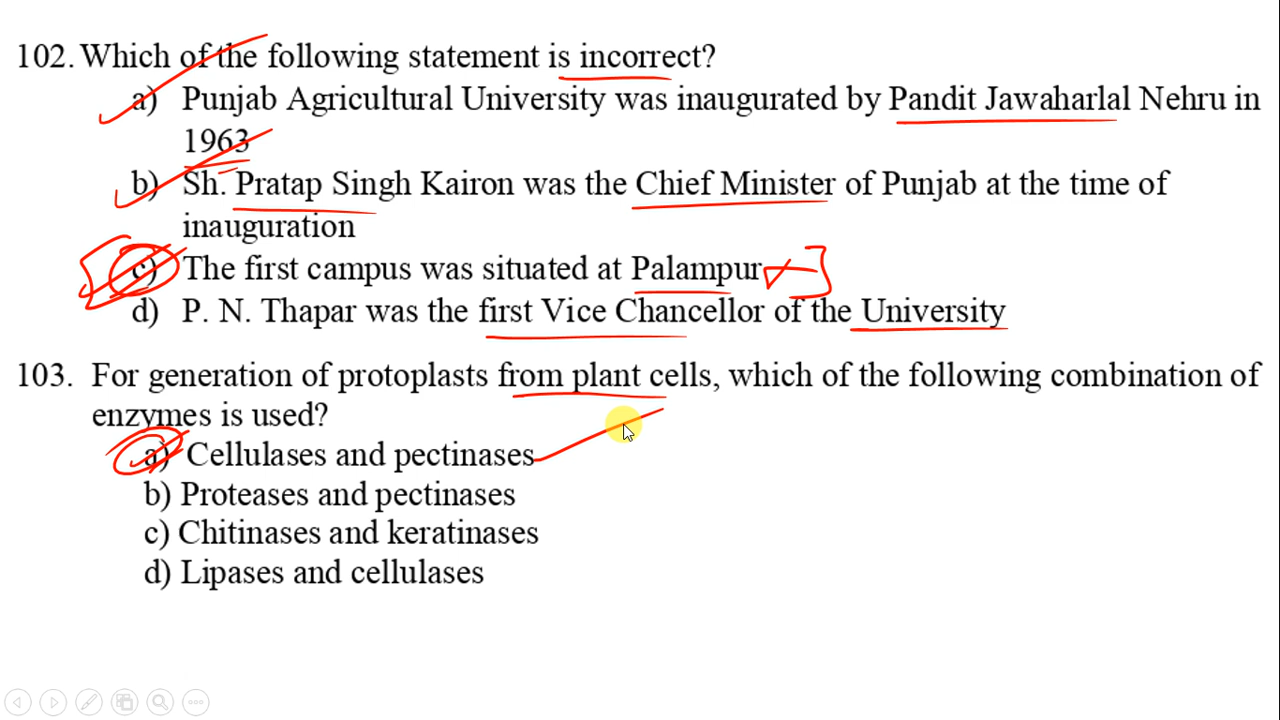 102. Which of the following statement is incorrect?
a) Punjab Agricultural University was inaugurated by Pandit Jawaharlal Nehru in
1963
b) Sh. Pratap Singh Kairon was the Chief Minister of Punjab at the time of
inauguration
c) The first campus was situated at Palampur
d) P. N. Thapar was the first Vice Chancellor of the University
103. For generation of protoplasts from plant cells, which of the following combination of
enzymes is used?
a) Cellulases and pectinases
b) Proteases and pectinases
c) Chitinases and keratinases
d) Lipases and cellulases